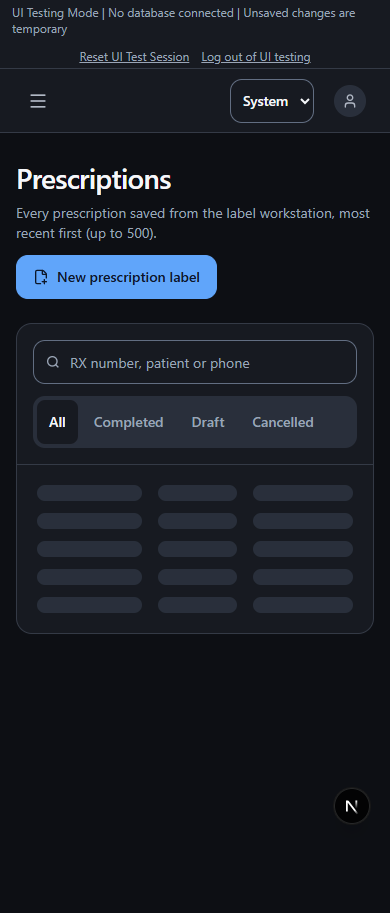 UI Testing Mode | No database connected | Unsaved changes are
temporary
Reset UI Test Session Log out of UI testing
System
Prescriptions
Every prescription saved from the label workstation, most
recent first (up to 500).
New prescription label
RX number, patient or phone
All Completed Draft Cancelled
N